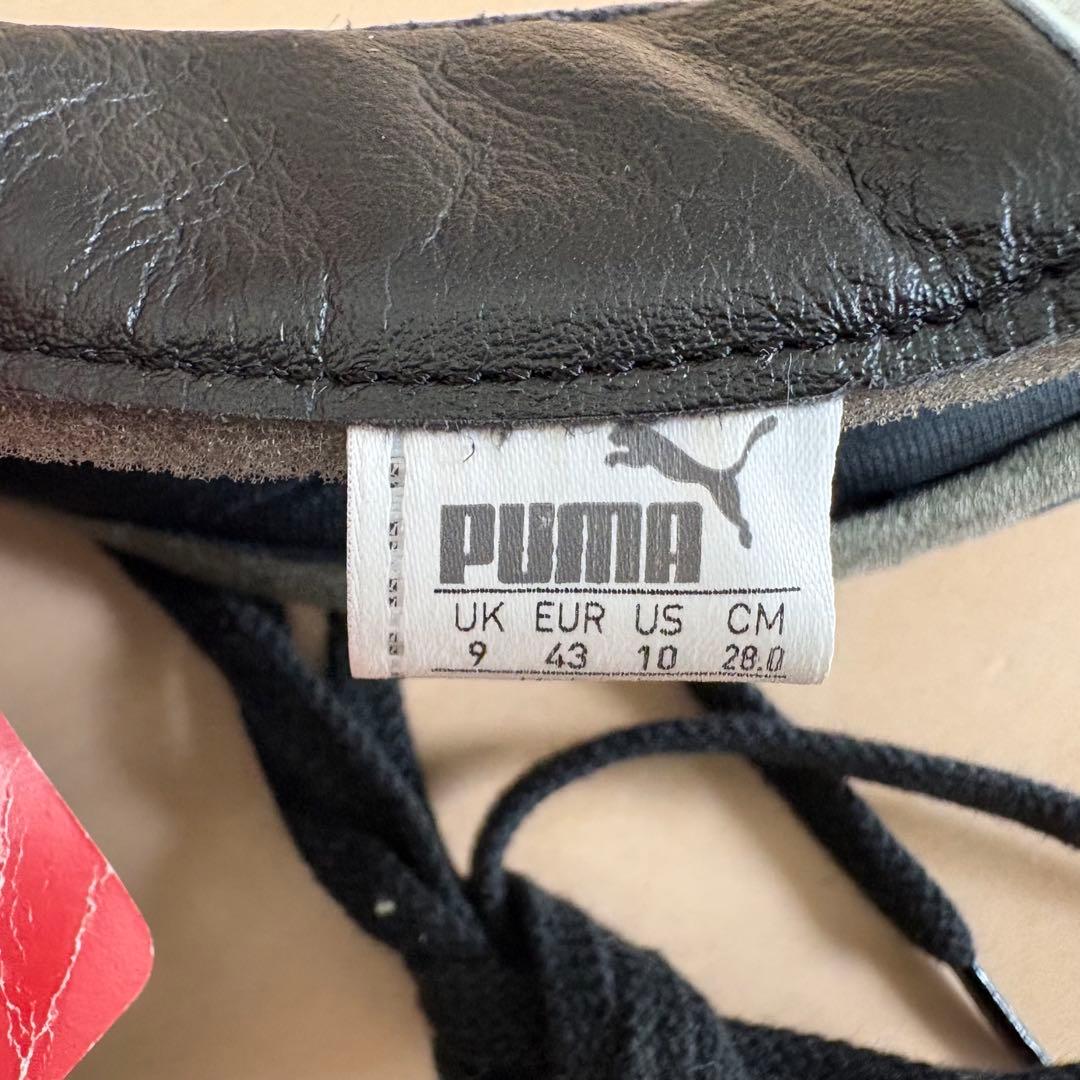 PUMA
UK EUR US CM
9 43 10 28.0